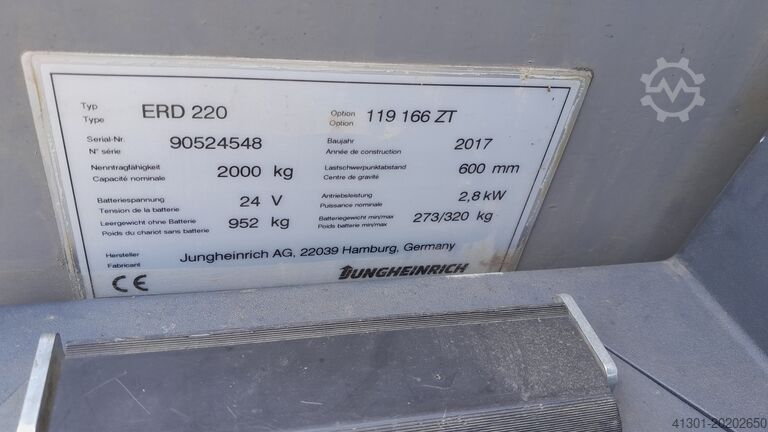 Typ
Type
ERD 220
Option
Option
119 166 ZT
Serial-Nr.
N° série
90524548
Baujahr
Année de construction
2017
Nenntragfähigkeit
Capacité nominale
2000 kg
Lastschwerpunktabstand
Centre de gravité
600 mm
Batteriespannung
Tension de la batterie
24 V
Antriebsleistung
Puissance nominale
2,8 kW
Leergewicht ohne Batterie
Poids du chariot sans batterie
952 kg
Batteriegewicht min/max
Poids batterie min/max
273/320 kg
Hersteller
Fabricant
Jungheinrich AG, 22039 Hamburg, Germany
CE
JUNGHEINRICH
41301-20202650